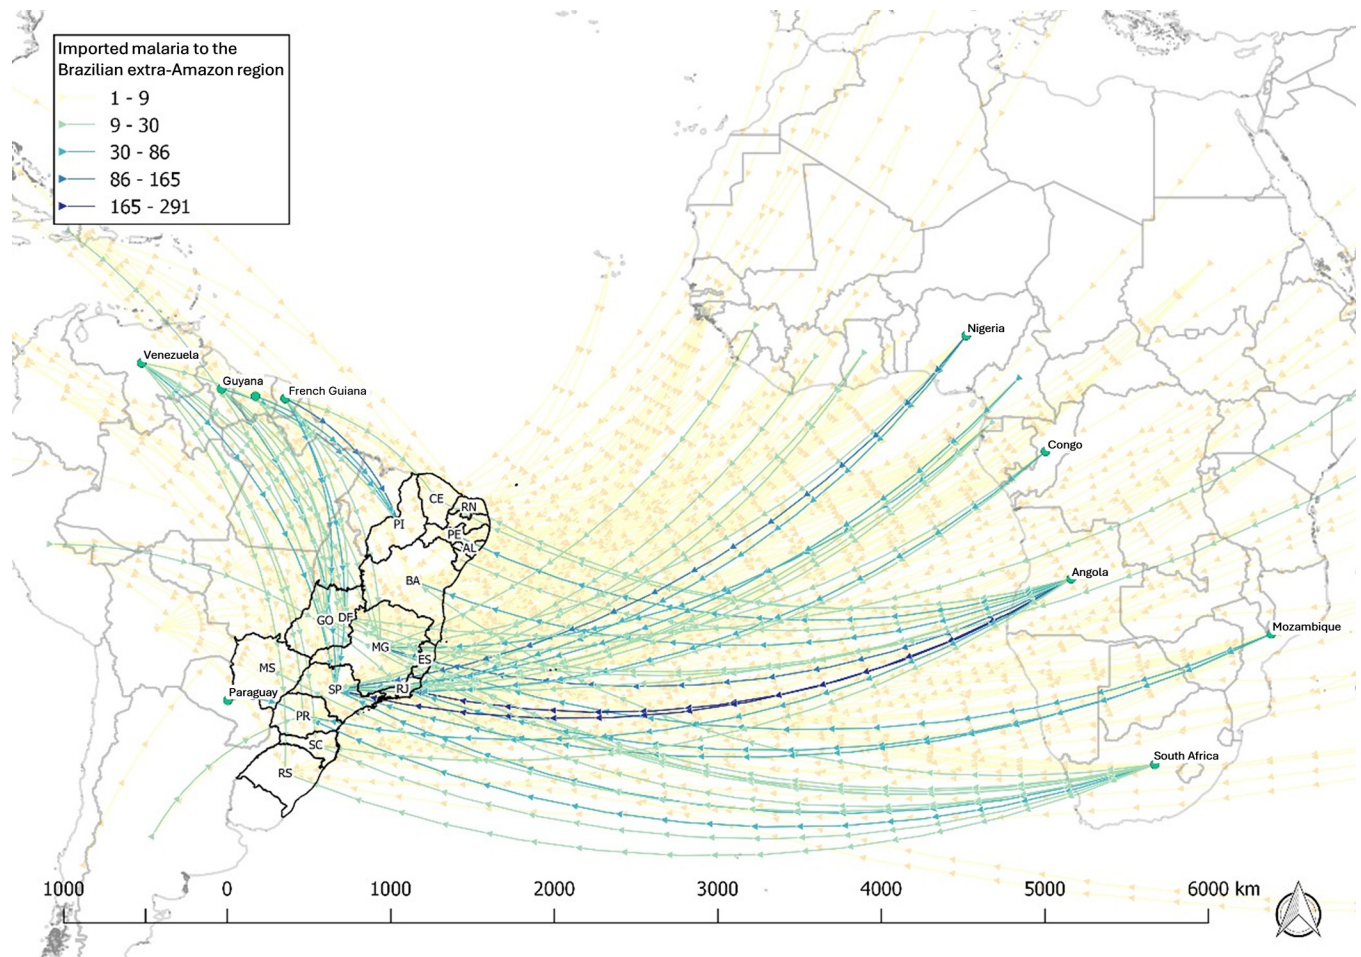 Imported malaria to the
Brazilian extra-Amazon region
1 - 9
9 - 30
30 - 86
86 - 165
165 - 291
Nigeria
Venezuela
Guyana
French Guiana
Congo
CE
RN
PI
PE
AL
Angola
BA
GO
DF
Mozambique
MG
ES
MS
SP
RJ
Paraguay
PR
SC
South Africa
RS
1000 0 1000 2000 3000 4000 5000 6000 km